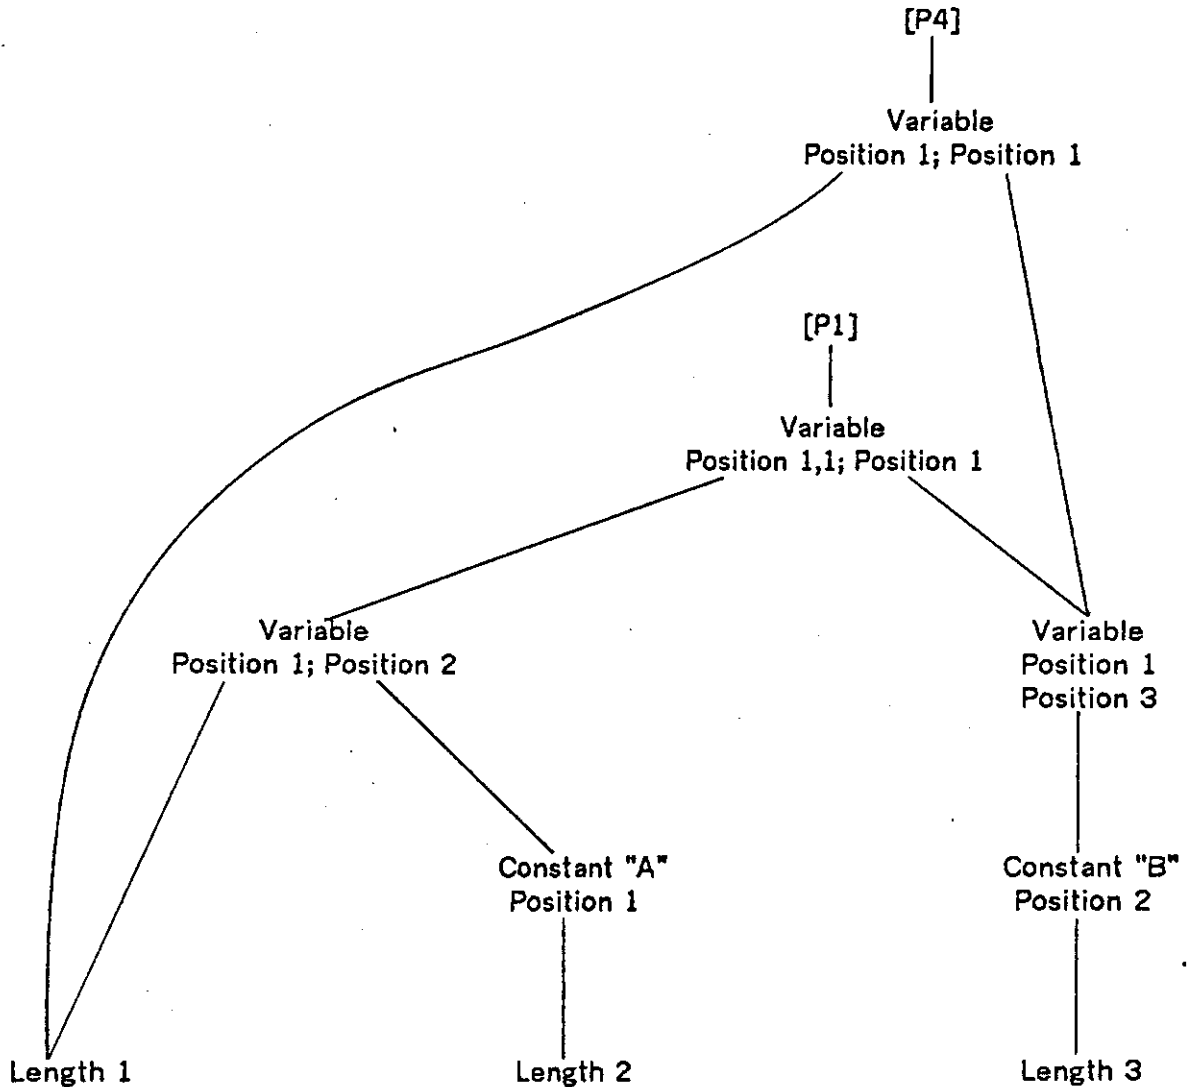 [P4]
Variable
Position 1; Position 1
[P1]
Variable
Position 1,1; Position 1
Variable
Position 1; Position 2
Variable
Position 1
Position 3
Constant "A"
Position 1
Constant "B"
Position 2
Length 1
Length 2
Length 3